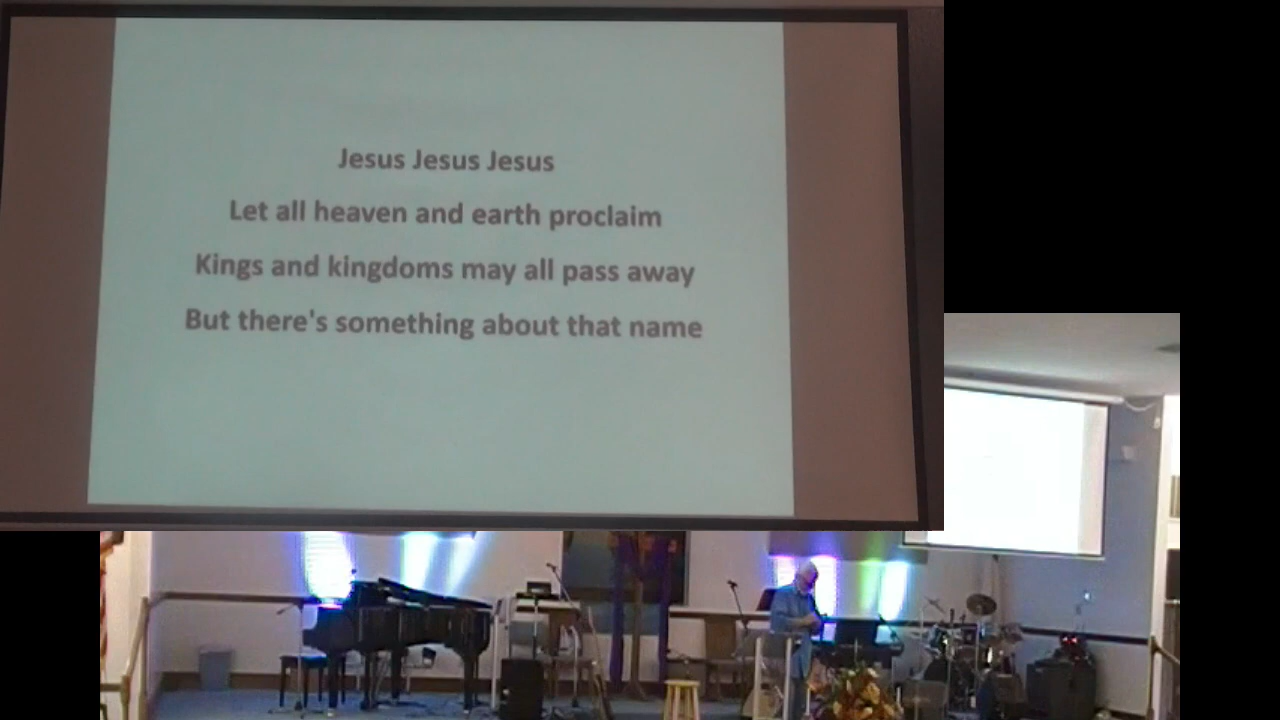 Jesus Jesus Jesus
Let all heaven and earth proclaim
Kings and kingdoms may all pass away
But there's something about that name